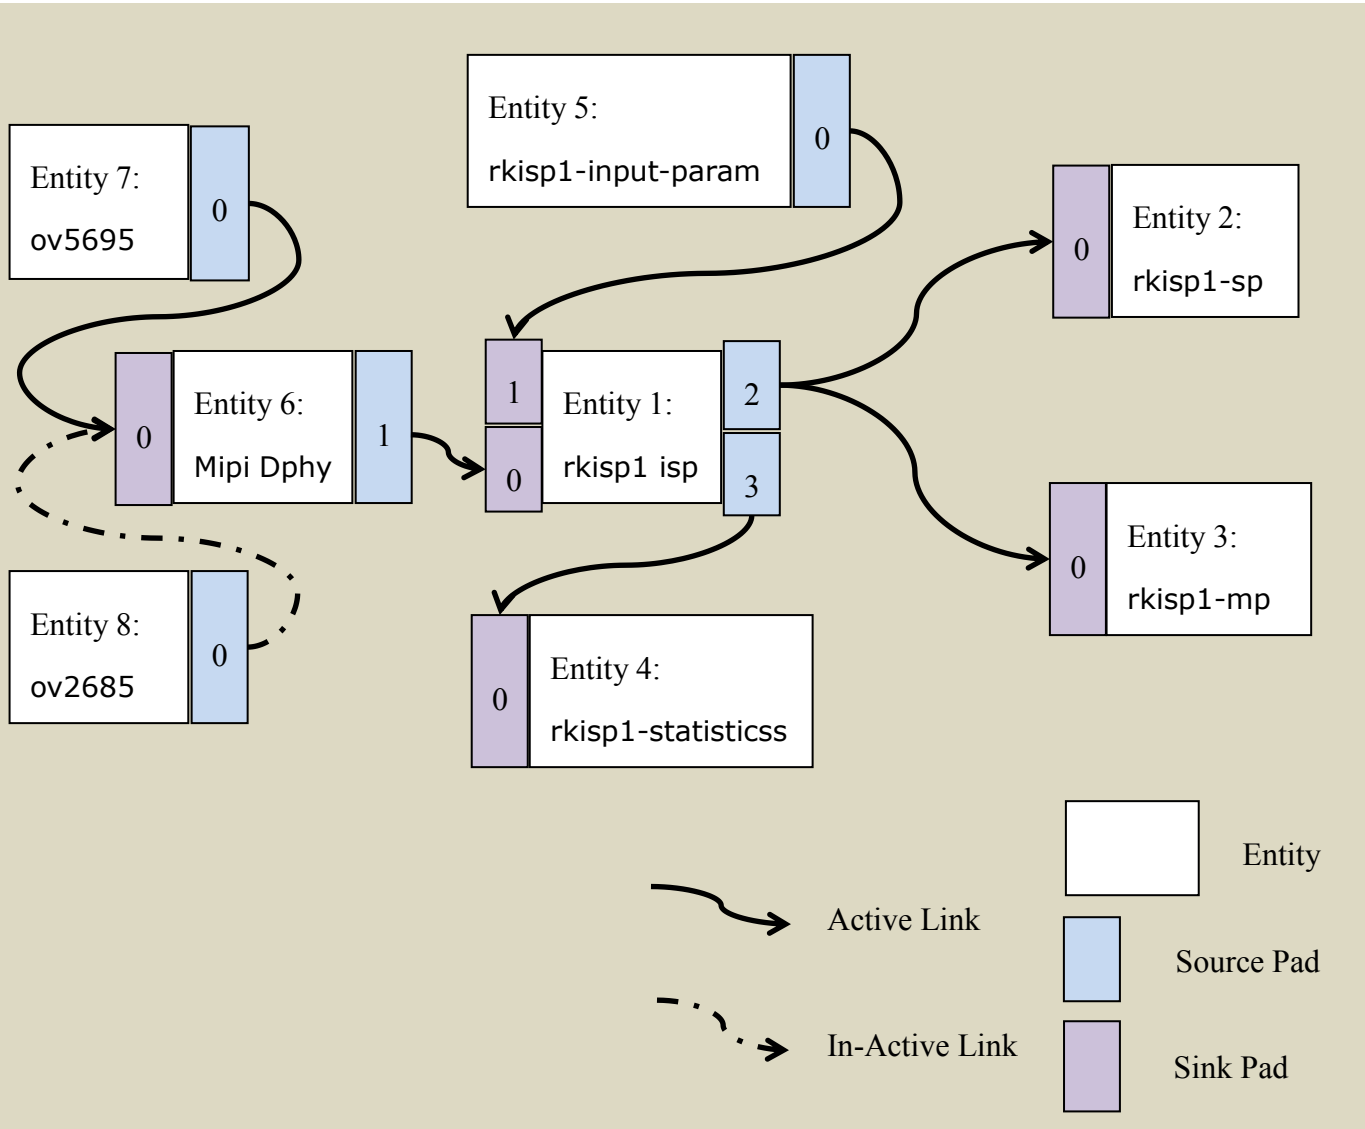 Entity 5:
rkisp1-input-param
0
Entity 7:
ov5695
0
Entity 2:
rkisp1-sp
0
Entity 6:
Mipi Dphy
0
1
1
0
Entity 1:
rkisp1 isp
2
3
Entity 3:
rkisp1-mp
0
Entity 8:
ov2685
0
Entity 4:
rkisp1-statisticss
0
Entity
Active Link
Source Pad
In-Active Link
Sink Pad